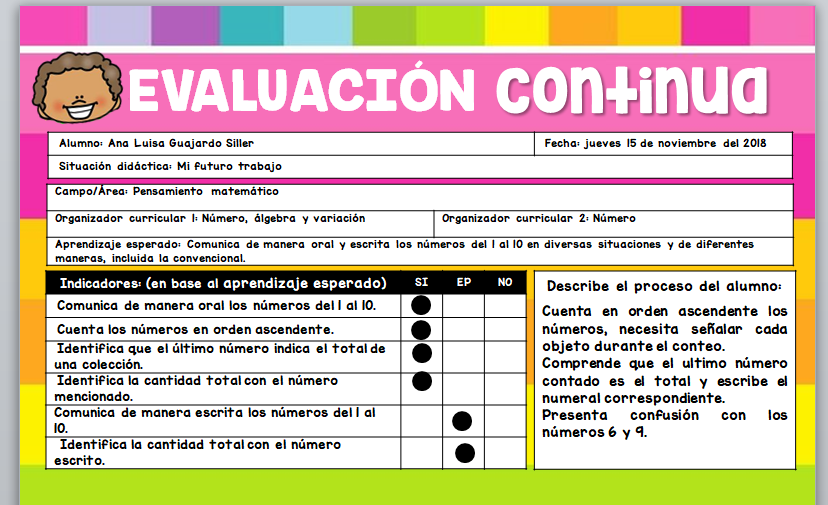 EVALUACIÓN continua
Alumno: Ana Luisa Guajardo Siller
Fecha: jueves 15 de noviembre del 2018
Situación didáctica: Mi futuro trabajo
Campo/Área: Pensamiento matemático
Organizador curricular 1: Número, álgebra y variación
Organizador curricular 2: Número
Aprendizaje esperado: Comunica de manera oral y escrita los números del 1 al 10 en diversas situaciones y de diferentes
maneras, incluida la convencional.
Indicadores: (en base al aprendizaje esperado) SI EP NO
Comunica de manera oral los números del 1 al 10.
Cuenta los números en orden ascendente.
Identifica que el último número indica el total de
una colección.
Identifica la cantidad total con el número
mencionado.
Comunica de manera escrita los números del 1 al
10.
Identifica la cantidad total con el número
escrito.
Describe el proceso del alumno:
Cuenta en orden ascendente los
números, necesita señalar cada
objeto durante el conteo.
Comprende que el ultimo número
contado es el total y escribe el
numeral correspondiente.
Presenta confusión con los
números 6 y 9.